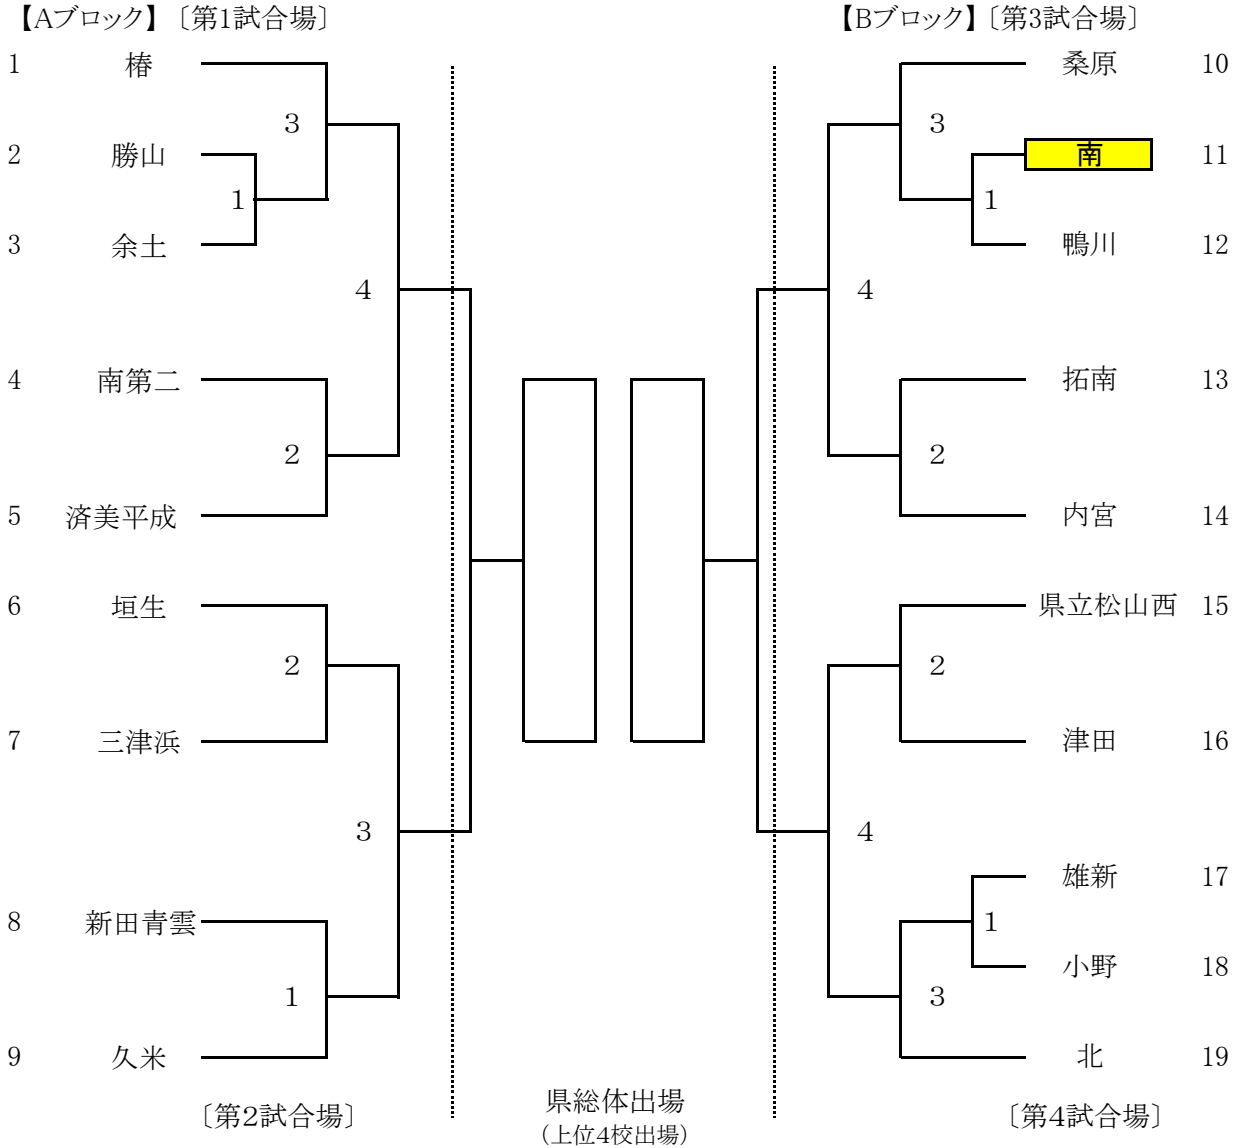 【Aブロック】〔第1試合場〕
【Bブロック】〔第3試合場〕
1 椿
3
2 勝山
1
3 余土
4
4 南第二
2
5 済美平成
6 垣生
2
7 三津浜
3
8 新田青雲
1
9 久米
〔第2試合場〕
桑原 10
3
南 11
1
鴨川 12
4
拓南 13
2
内宮 14
県立松山西 15
2
津田 16
4
雄新 17
1
小野 18
3
北 19
〔第4試合場〕
県総体出場
(上位4校出場)